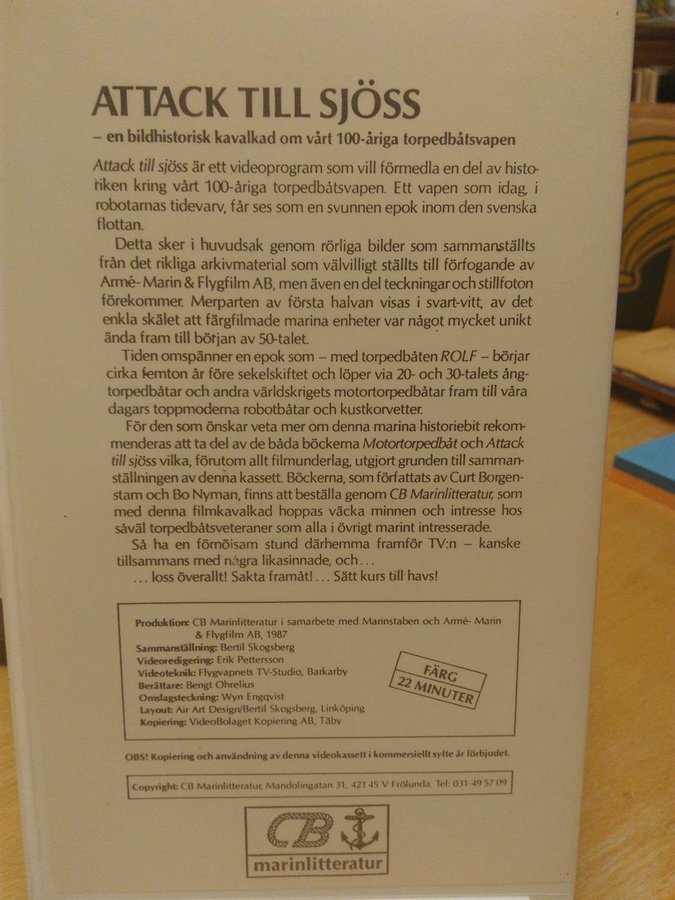 ATTACK TILL SJÖSS
– en bildhistorisk kavalkad om vårt 100-åriga torpedbåtsvapen
Attack till sjöss är ett videoprogram som vill förmedla en del av histo-
riken kring vårt 100-åriga torpedbåtsvapen. Ett vapen som idag, i
robotarnas tidevarv, får ses som en svunnen epok inom den svenska
flottan.
Detta sker i huvudsak genom rörliga bilder som sammanställts
från det rikliga arkivmaterial som välvilligt ställts till förfogande av
Armé- Marin & Flygfilm AB, men även en del teckningar och stillfoton
förekommer. Merparten av första halvan visas i svart-vitt, av det
enkla skälet att färgfilmade marina enheter var något mycket unikt
ända fram till början av 50-talet.
Tiden omspänner en epok som – med torpedbåten ROLF – börjar
cirka femton år före sekelskiftet och löper via 20- och 30-talets ång-
torpedbåtar och andra världskrigets motortorpedbåtar fram till våra
dagars toppmoderna robotbåtar och kustkorvetter.
För den som önskar veta mer om denna marina historiebit rekom-
menderas att ta del av de båda böckerna Motortorpedbåt och Attack
till sjöss vilka, förutom allt filmunderlag, utgjort grunden till samman-
ställningen av denna kassett. Böckerna, som författats av Curt Borgen-
stam och Bo Nyman, finns att beställa genom CB Marinlitteratur, som
med denna filmkavalkad hoppas väcka minnen och intresse hos
såväl torpedbåtsveteraner som alla i övrigt marint intresserade.
Så ha en förnöisam stund därhemma framför TV:n – kanske
tillsammans med några likasinnade, och . . .
. . . loss överallt! Sakta framåt! . . . Sätt kurs till havs!
Produktion: CB Marinlitteratur i samarbete med Marinstaben och Armé- Marin
& Flygfilm AB, 1987
Sammanställning: Bertil Skogsberg
Videoredigering: Erik Pettersson
Videoteknik: Flygvapnets TV-Studio, Barkarby
Berättare: Bengt Ohrelius
Omslagsteckning: Wyn Engqvist
Layout: Air Art Design/Bertil Skogsberg, Linköping
Kopiering: VideoBolaget Kopiering AB, Täby
FÄRG
22 MINUTER
OBS! Kopiering och användning av denna videokassett i kommersiellt syfte är förbjudet.
Copyright: CB Marinlitteratur, Mandolingatan 31, 421 45 V Frölunda. Tel: 031-49 57 09
CB
marinlitteratur